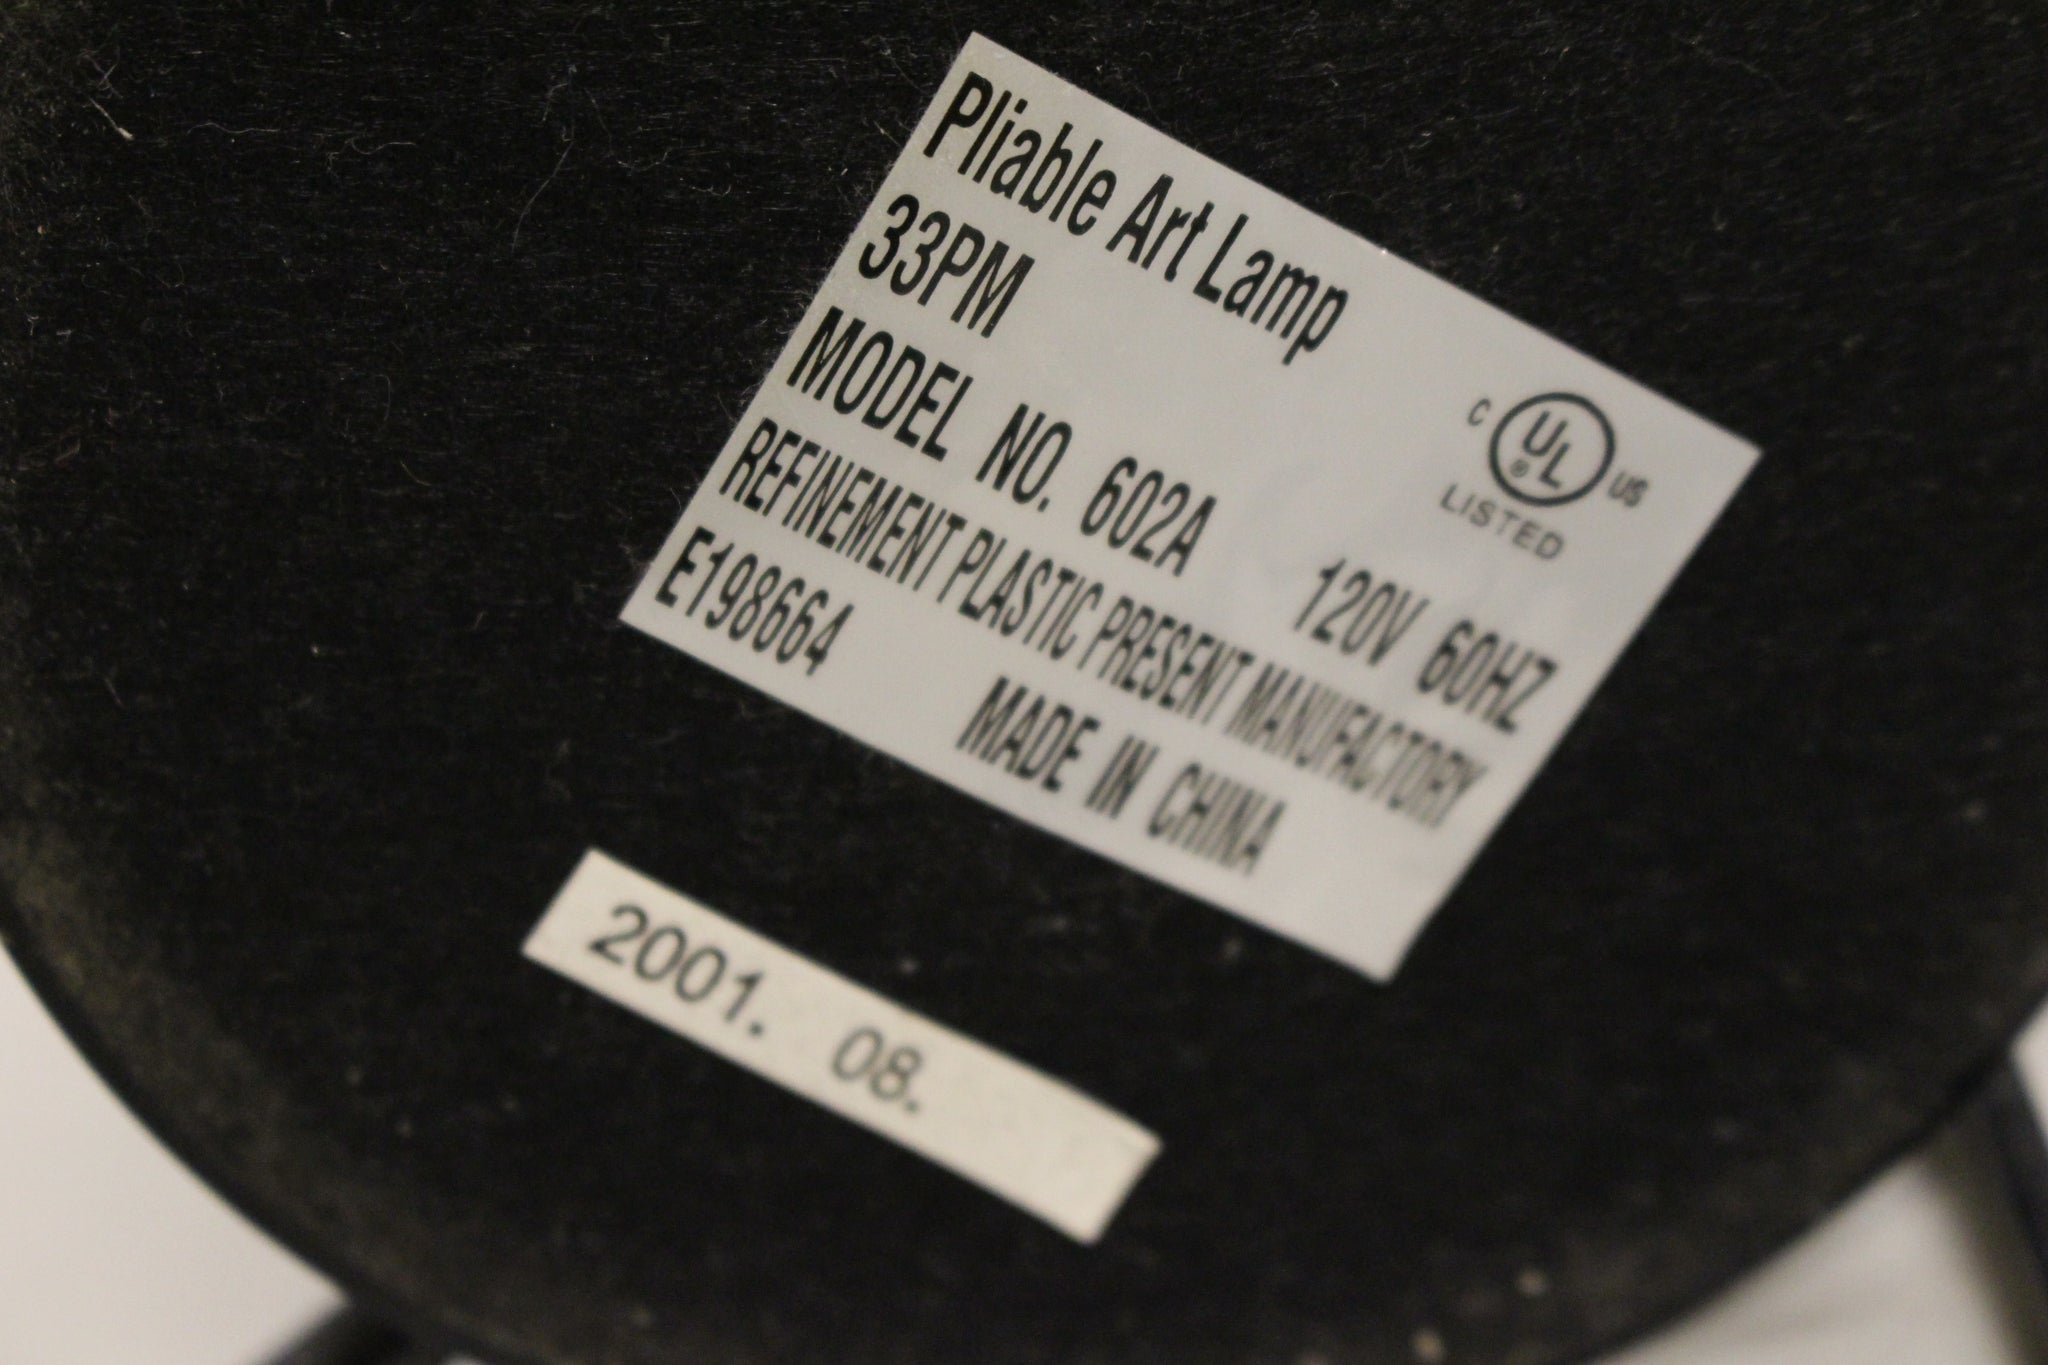 Pliable Art Lamp
33PM
C UL ® US
LISTED
MODEL NO. 602A 120V 60HZ
REFINEMENT PLASTIC PRESENT MANUFACTORY
E198664 MADE IN CHINA
2001. 08.